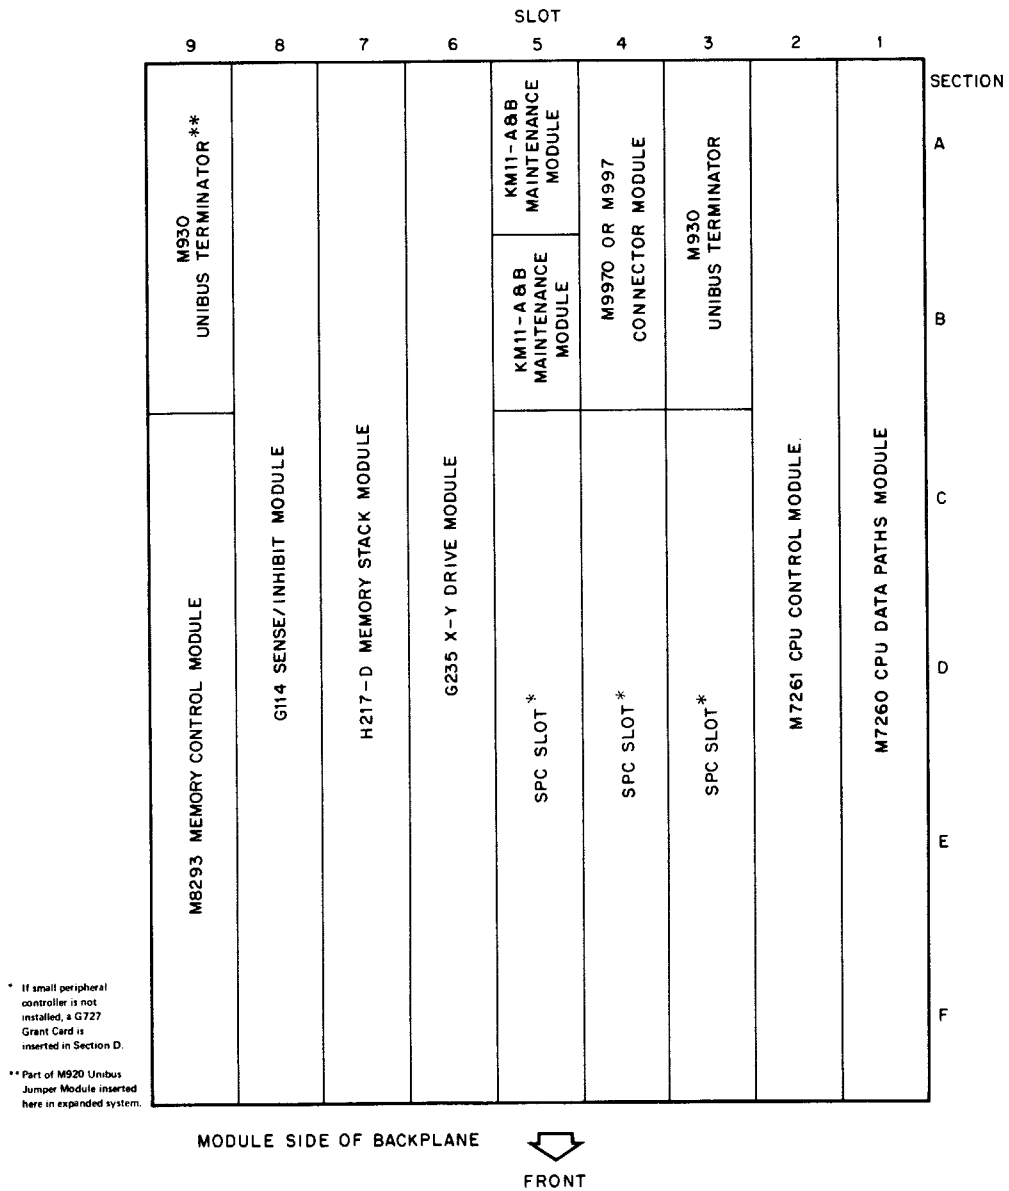 SLOT
9 8 7 6 5 4 3 2 1
SECTION
A
B
C
D
E
F
M930
UNIBUS TERMINATOR**
M8293 MEMORY CONTROL MODULE
G114 SENSE/INHIBIT MODULE
H217-D MEMORY STACK MODULE
G235 X-Y DRIVE MODULE
KM11-A&B
MAINTENANCE
MODULE
KM11-A&B
MAINTENANCE
MODULE
SPC SLOT*
M9970 OR M997
CONNECTOR MODULE
SPC SLOT*
M930
UNIBUS TERMINATOR
SPC SLOT*
M7261 CPU CONTROL MODULE.
M7260 CPU DATA PATHS MODULE
* If small peripheral
controller is not
installed, a G727
Grant Card is
inserted in Section D.
** Part of M920 Unibus
Jumper Module inserted
here in expanded system.
MODULE SIDE OF BACKPLANE
FRONT